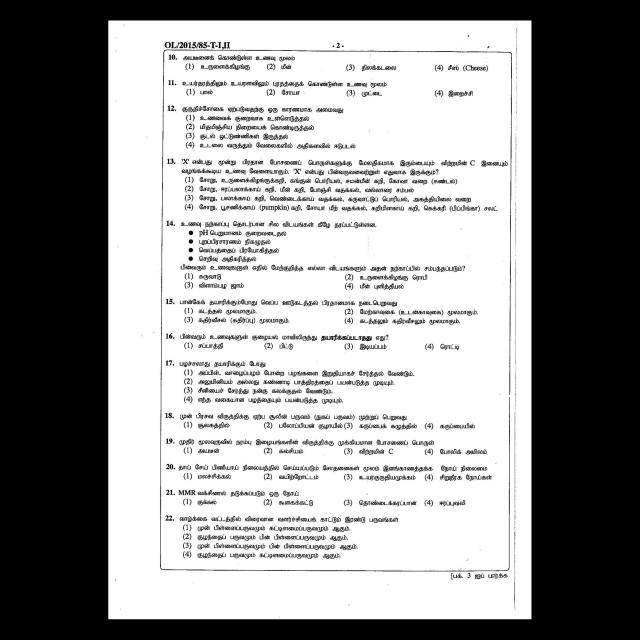 OL/2015/85-T-I,II
- 2 -
10. அயடீனைக் கொண்டுள்ள உணவு மூலம்
(1) உருளைக்கிழங்கு (2) மீன் (3) நிலக்கடலை (4) சீஸ் (Cheese)
11. உயர்தரத்திலும் உயரளவிலும் புரதத்தைக் கொண்டுள்ள உணவு மூலம்
(1) பால் (2) சோயா (3) முட்டை (4) இறைச்சி
12. குருதிச்சோகை ஏற்படுவதற்கு ஒரு காரணமாக அமைவது
(1) உணவைக் குறைவாக உள்ளெடுத்தல்
(2) மிதமிஞ்சிய நிறையைக் கொண்டிருத்தல்
(3) குடல் ஒட்டுண்ணிகள் இருத்தல்
(4) உடலை வருத்தும் வேலைகளில் அதிகளவில் ஈடுபடல்
13. 'X' என்பது மூன்று பிரதான போசணைப் பொருள்களுக்கு மேலதிகமாக இரும்பையும் விற்றமின் C இனையும்
வழங்கக்கூடிய உணவு வேளையாகும். 'X' என்பது பின்வருவனவற்றுள் எதுவாக இருக்கும்?
(1) சோறு, உருளைக்கிழங்குக்கறி, கங்குன் பொரியல், சமன்மீன் கறி, கோவா வறை (சுண்டல்)
(2) சோறு, ஈரப்பலாக்காய் கறி, மீன் கறி, போஞ்சி வதக்கல், வல்லாரை சம்பல்
(3) சோறு, பலாக்காய் கறி, வெண்டைக்காய் வதக்கல், கருவாட்டுப் பொரியல், அகத்தியிலை வறை
(4) சோறு, பூசணிக்காய் (pumpkin) கறி, சோயா மீற் வதக்கல், கறிமிளகாய் கறி, கெக்கரி (பிப்பிங்கா) சலட்
14. உணவு நற்காப்பு தொடர்பான சில விடயங்கள் கீழே தரப்பட்டுள்ளன.
● pH பெறுமானம் குறைவடைதல்
● புறப்பிரசாரணம் நிகழுதல்
● வெப்பத்தைப் பிரயோகித்தல்
● செறிவு அதிகரித்தல்
பின்வரும் உணவுகளுள் எதில் மேற்குறித்த எல்லா விடயங்களும் அதன் நற்காப்பில் சம்பந்தப்படும்?
(1) கருவாடு (2) உருளைக்கிழங்கு ரொபி
(3) விளாம்பழ ஜாம் (4) மீன் புளித்தியல்
15. பான்கேக் தயாரிக்கும்போது வெப்ப ஊடுகடத்தல் பிரதானமாக நடைபெறுவது
(1) கடத்தல் மூலமாகும். (2) மேற்காவுகை (உடன்காவுகை) மூலமாகும்.
(3) கதிர்வீசல் (கதிர்ப்பு) மூலமாகும். (4) கடத்தலும் கதிர்வீசலும் மூலமாகும்.
16. பின்வரும் உணவுகளுள் குழையல் மாவிலிருந்து தயாரிக்கப்படாதது எது?
(1) சப்பாத்தி (2) பிட்டு (3) இடியப்பம் (4) ரொட்டி
17. பழச்சலாது தயாரிக்கும் போது
(1) அப்பிள், வாழைப்பழம் போன்ற பழங்களை இறுதியாகச் சேர்த்தல் வேண்டும்.
(2) அலுமினியம் அல்லது கண்ணாடி பாத்திரத்தைப் பயன்படுத்த முடியும்.
(3) சீனியைச் சேர்த்து நன்கு கலக்குதல் வேண்டும்.
(4) எந்த வகையான பழத்தையும் பயன்படுத்த முடியும்.
18. முன் பிரசவ விருத்திக்கு ஏற்ப சூலின் பருவம் (நுகப் பருவம்) முற்றுப் பெறுவது
(1) சூலகத்தில் (2) பலோப்பியன் குழாயில் (3) கருப்பைக் கழுத்தில் (4) கருப்பையில்
19. முதிர் மூலவுருவில் நரம்பு இழையங்களின் விருத்திக்கு முக்கியமான போசணைப் பொருள்
(1) அயடீன் (2) கல்சியம் (3) விற்றமின் C (4) போலிக் அமிலம்
20. தாய் சேய் பிணியாய் நிலையத்தில் செய்யப்படும் சோதனைகள் மூலம் இனங்காணத்தக்க நோய் நிலைமை
(1) மலச்சிக்கல் (2) வயிற்றோட்டம் (3) உயர்குருதியமுக்கம் (4) சிறுநீரக நோய்கள்
21. MMR வக்சீனால் தடுக்கப்படும் ஒரு நோய்
(1) குக்கல் (2) கூகைக்கட்டு (3) தொண்டைக்கரப்பான் (4) ஈர்ப்புவலி
22. வாழ்க்கை வட்டத்தில் விரைவான வளர்ச்சியைக் காட்டும் இரண்டு பருவங்கள்
(1) முன் பிள்ளைப்பருவமும் கட்டிளமைப்பருவமும் ஆகும்.
(2) குழந்தைப் பருவமும் பின் பிள்ளைப்பருவமும் ஆகும்.
(3) முன் பிள்ளைப்பருவமும் பின் பிள்ளைப்பருவமும் ஆகும்.
(4) குழந்தைப் பருவமும் கட்டிளமைப்பருவமும் ஆகும்.
[பக். 3 ஐப் பார்க்க